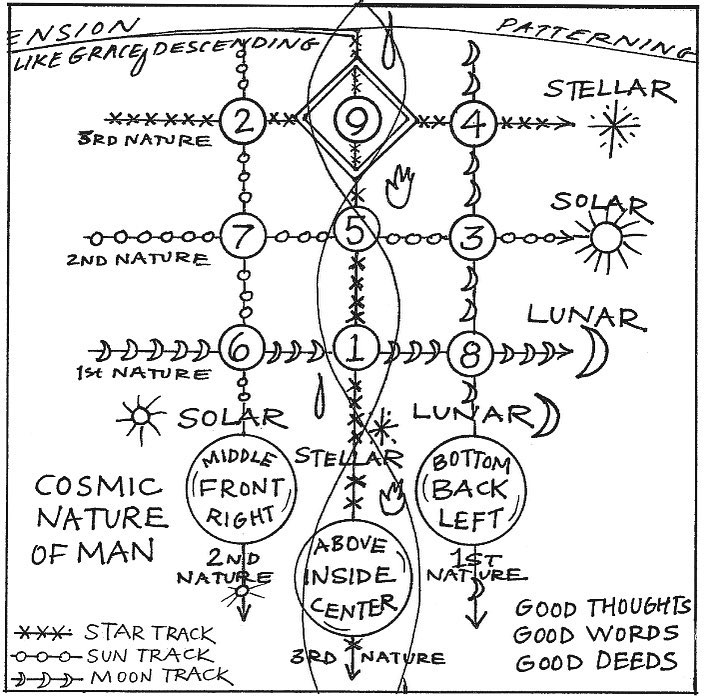 ENSION
PATTERNING
LIKE GRACE DESCENDING
STELLAR
2 9 4
3RD NATURE
SOLAR
7 5 3
2ND NATURE
LUNAR
6 1 8
1st NATURE
SOLAR
LUNAR
STELLAR
MIDDLE
FRONT
RIGHT
BOTTOM
BACK
LEFT
COSMIC
NATURE
OF MAN
ABOVE
INSIDE
CENTER
2ND
NATURE
1ST
NATURE
3RD NATURE
STAR TRACK
SUN TRACK
MOON TRACK
GOOD THOUGHTS
GOOD WORDS
GOOD DEEDS